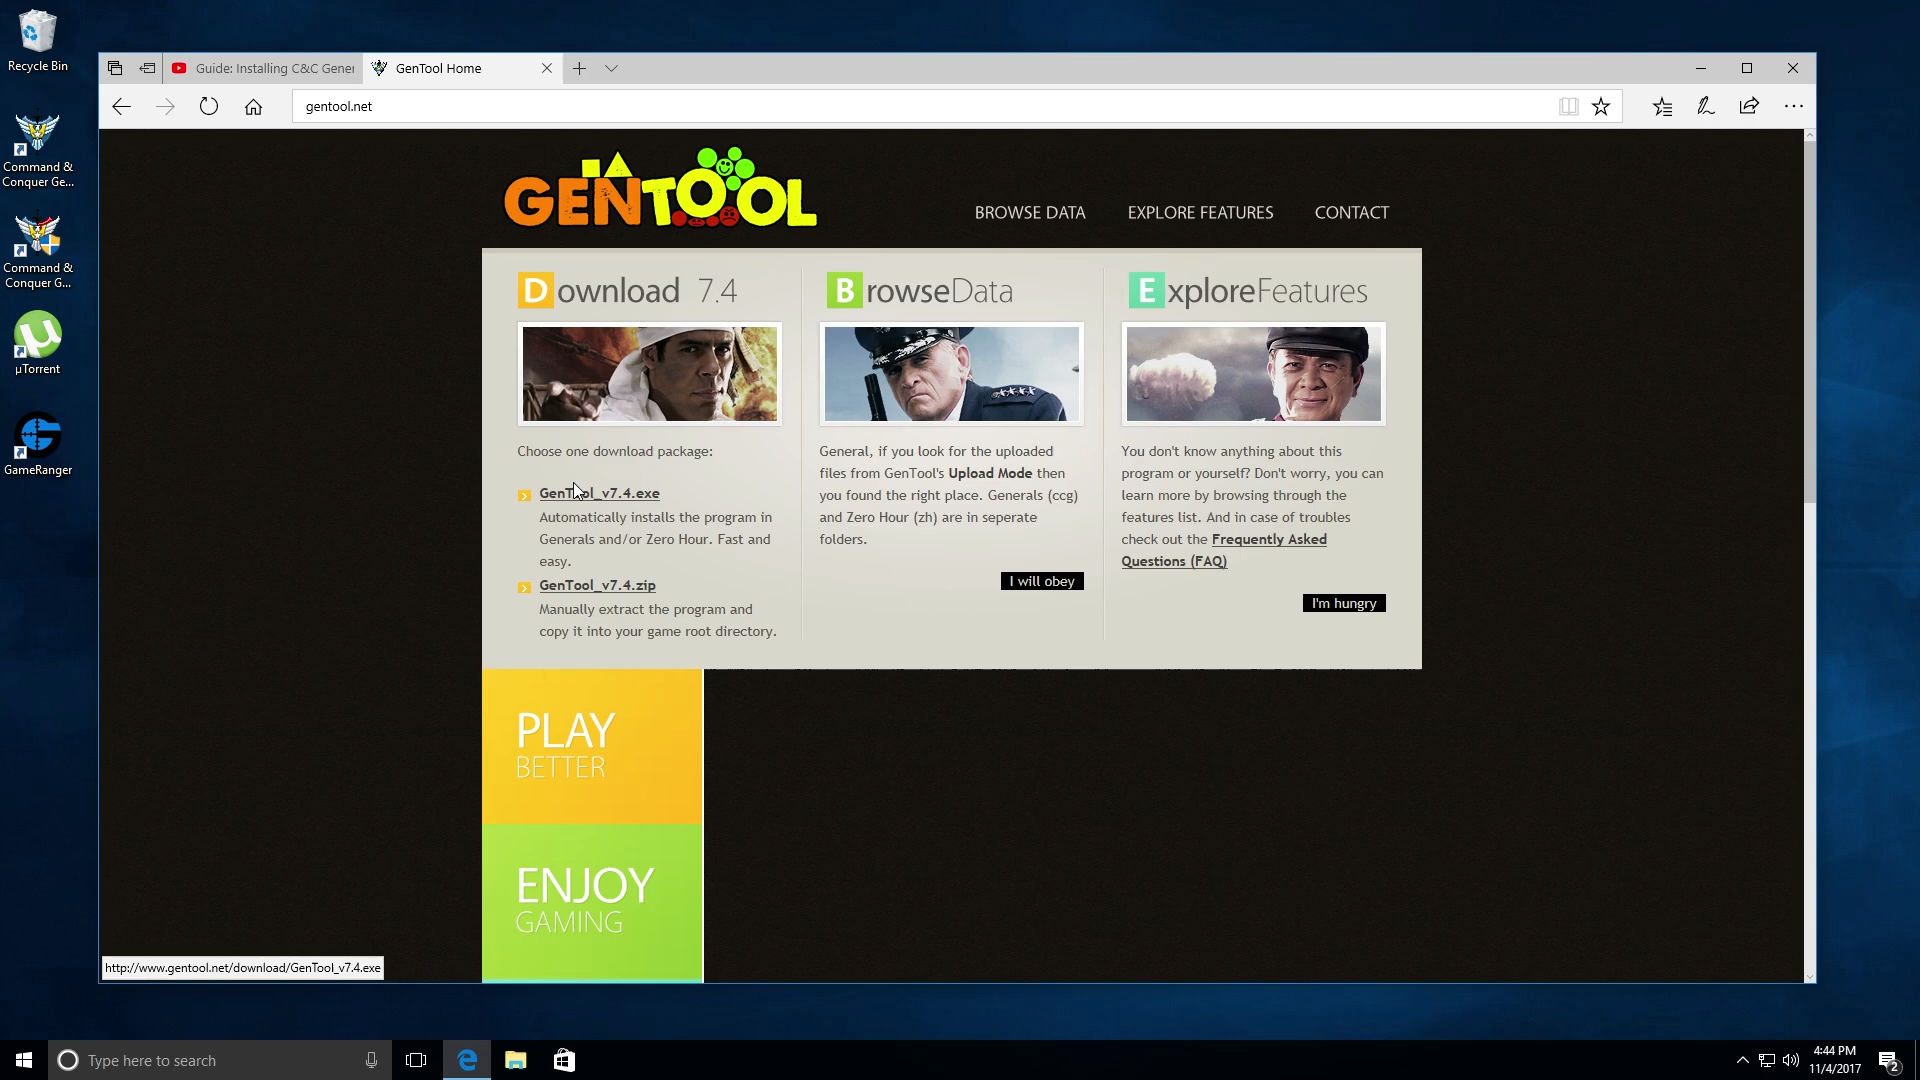 Recycle Bin
Command &
Conquer Ge...
Command &
Conquer G...
µTorrent
GameRanger
Guide: Installing C&C Gener
GenTool Home
gentool.net
GENTOOL
BROWSE DATA
EXPLORE FEATURES
CONTACT
Download 7.4
Choose one download package:
GenTool_v7.4.exe
Automatically installs the program in
Generals and/or Zero Hour. Fast and
easy.
GenTool_v7.4.zip
Manually extract the program and
copy it into your game root directory.
BrowseData
General, if you look for the uploaded
files from GenTool's Upload Mode then
you found the right place. Generals (ccg)
and Zero Hour (zh) are in seperate
folders.
I will obey
ExploreFeatures
You don't know anything about this
program or yourself? Don't worry, you can
learn more by browsing through the
features list. And in case of troubles
check out the Frequently Asked
Questions (FAQ)
I'm hungry
PLAY
BETTER
ENJOY
GAMING
http://www.gentool.net/download/GenTool_v7.4.exe
Type here to search
4:44 PM
11/4/2017
2